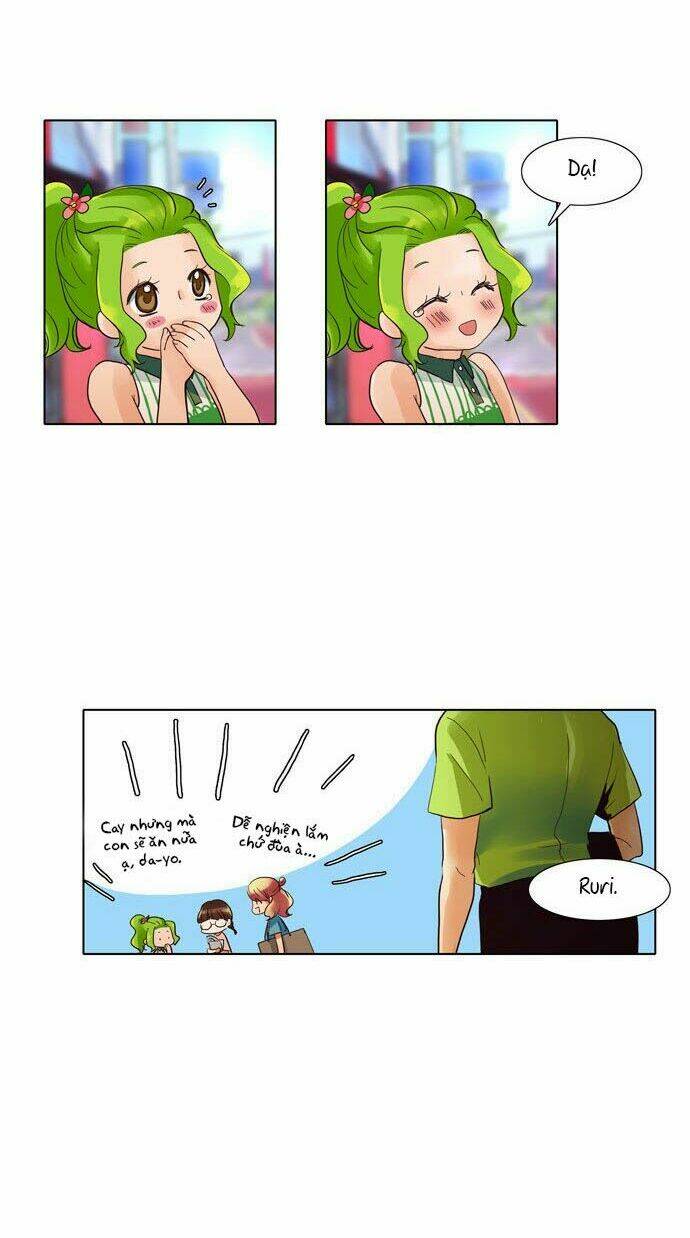 Dạ!
Cay nhưng mà
con sẽ ăn nữa
ạ, da-yo.
Dễ nghiện lắm
chứ đùa à...
Ruri.